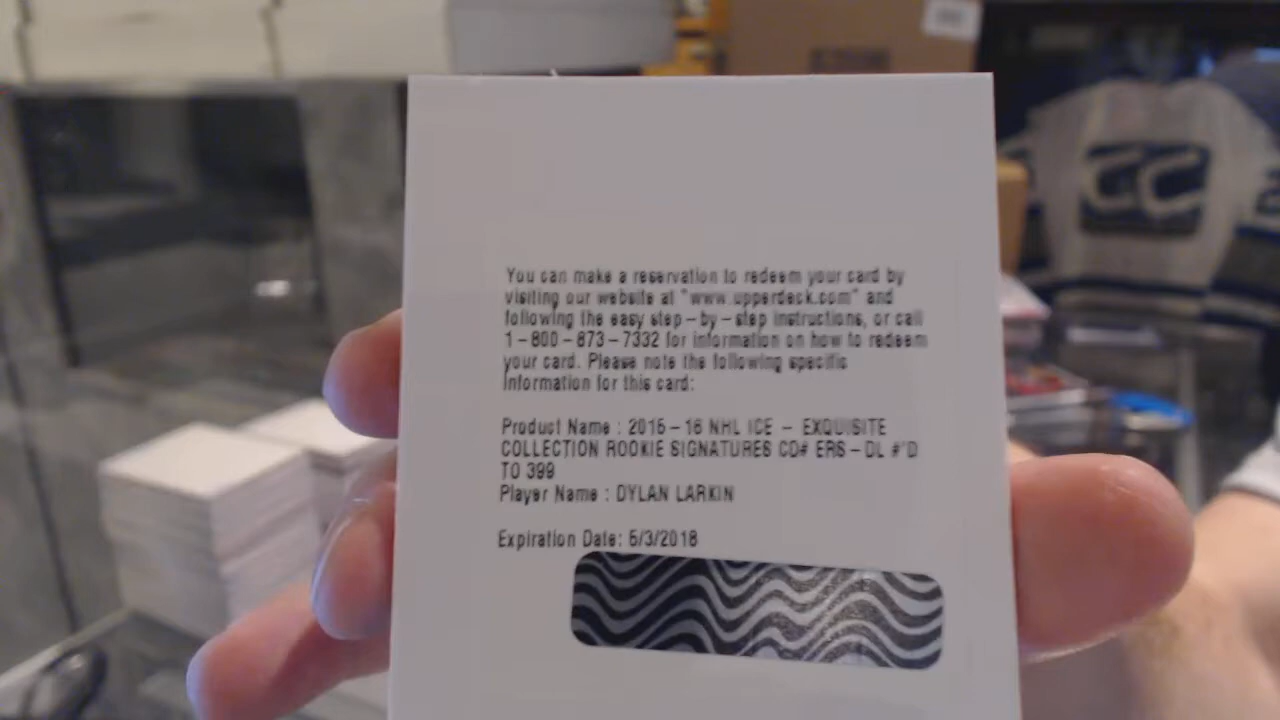 You can make a reservation to redeem your card by
visiting our website at "www.upperdeck.com" and
following the easy step-by-step instructions, or call
1-800-873-7332 for information on how to redeem
your card. Please note the following specific
information for this card:
Product Name : 2015-16 NHL ICE - EXQUISITE
COLLECTION ROOKIE SIGNATURES CD# ERS-DL #'D
TO 399
Player Name : DYLAN LARKIN
Expiration Date: 5/3/2018